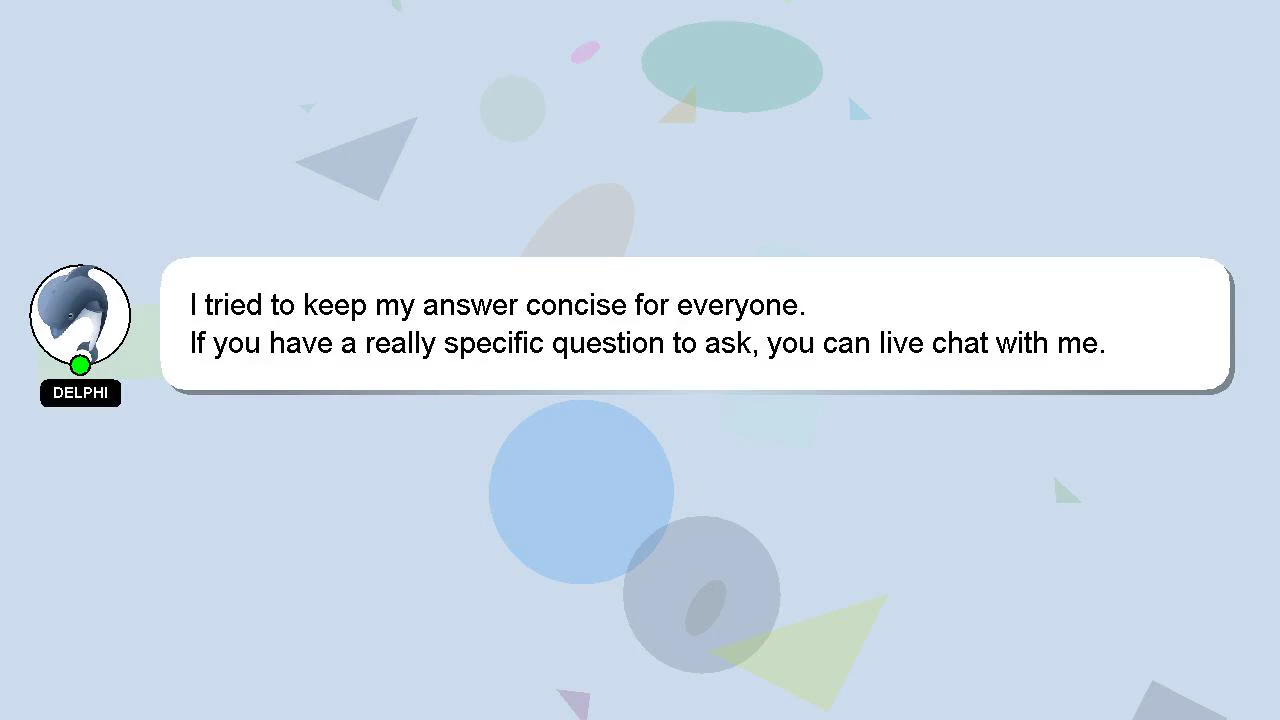 I tried to keep my answer concise for everyone.
If you have a really specific question to ask, you can live chat with me.
DELPHI